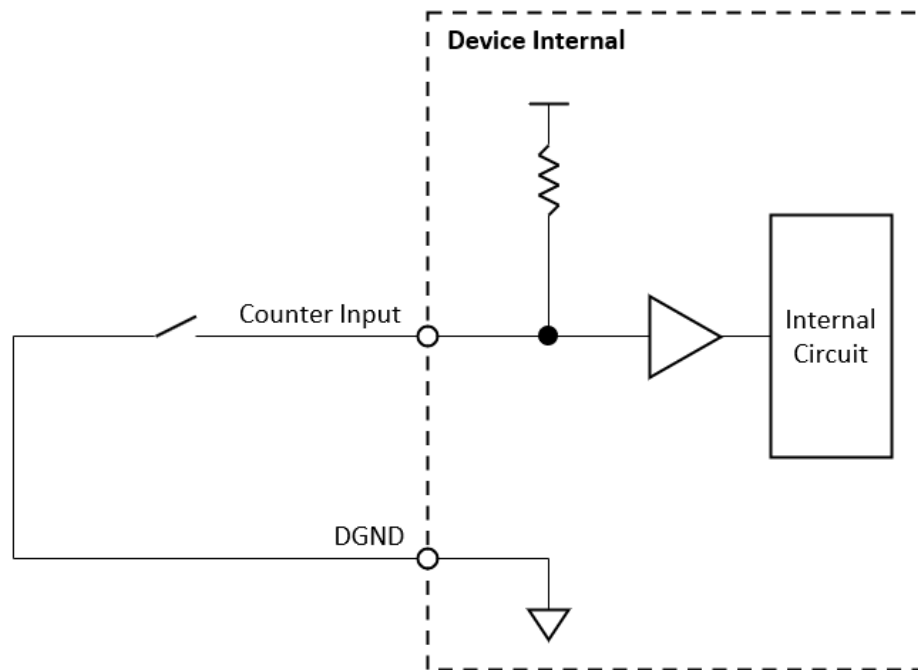 Device Internal
Counter Input
Internal
Circuit
DGND